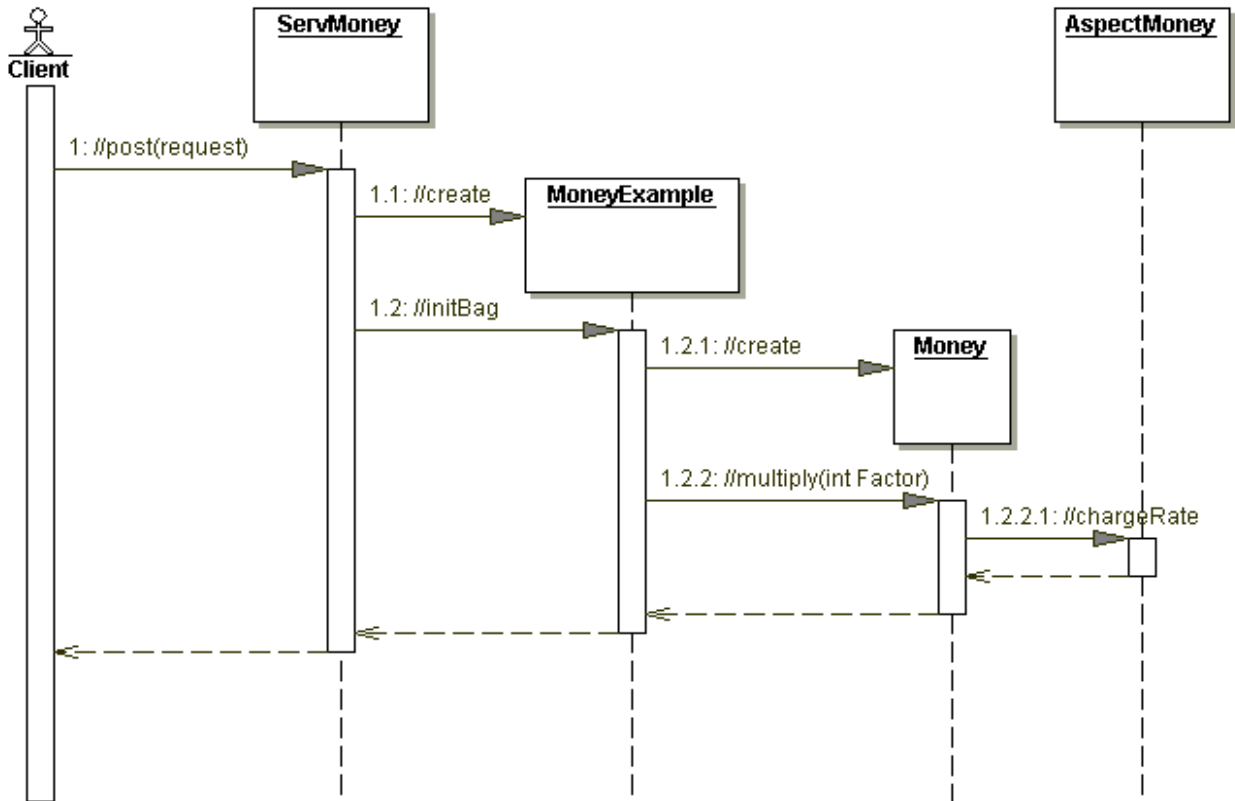 ServMoney
AspectMoney
Client
1: //post(request)
1.1: //create
MoneyExample
1.2: //initBag
1.2.1: //create
Money
1.2.2: //multiply(int Factor)
1.2.2.1: //chargeRate